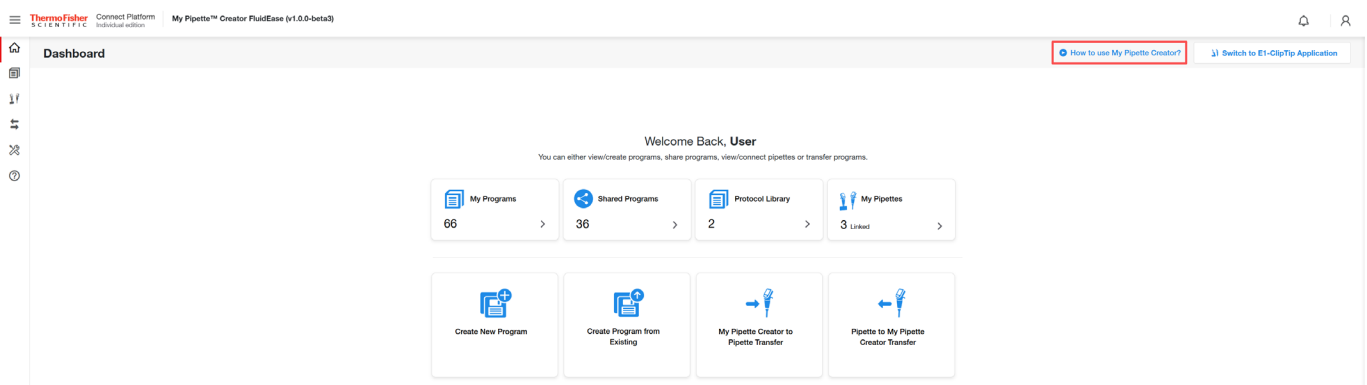 ThermoFisher
SCIENTIFIC
Connect Platform
Individual edition
My Pipette™ Creator FluidEase (v1.0.0-beta3)
Dashboard
How to use My Pipette Creator?
Switch to E1-ClipTip Application
Welcome Back, User
You can either view/create programs, share programs, view/connect pipettes or transfer programs.
My Programs
66
Shared Programs
36
Protocol Library
2
My Pipettes
3 Linked
Create New Program
Create Program from
Existing
My Pipette Creator to
Pipette Transfer
Pipette to My Pipette
Creator Transfer